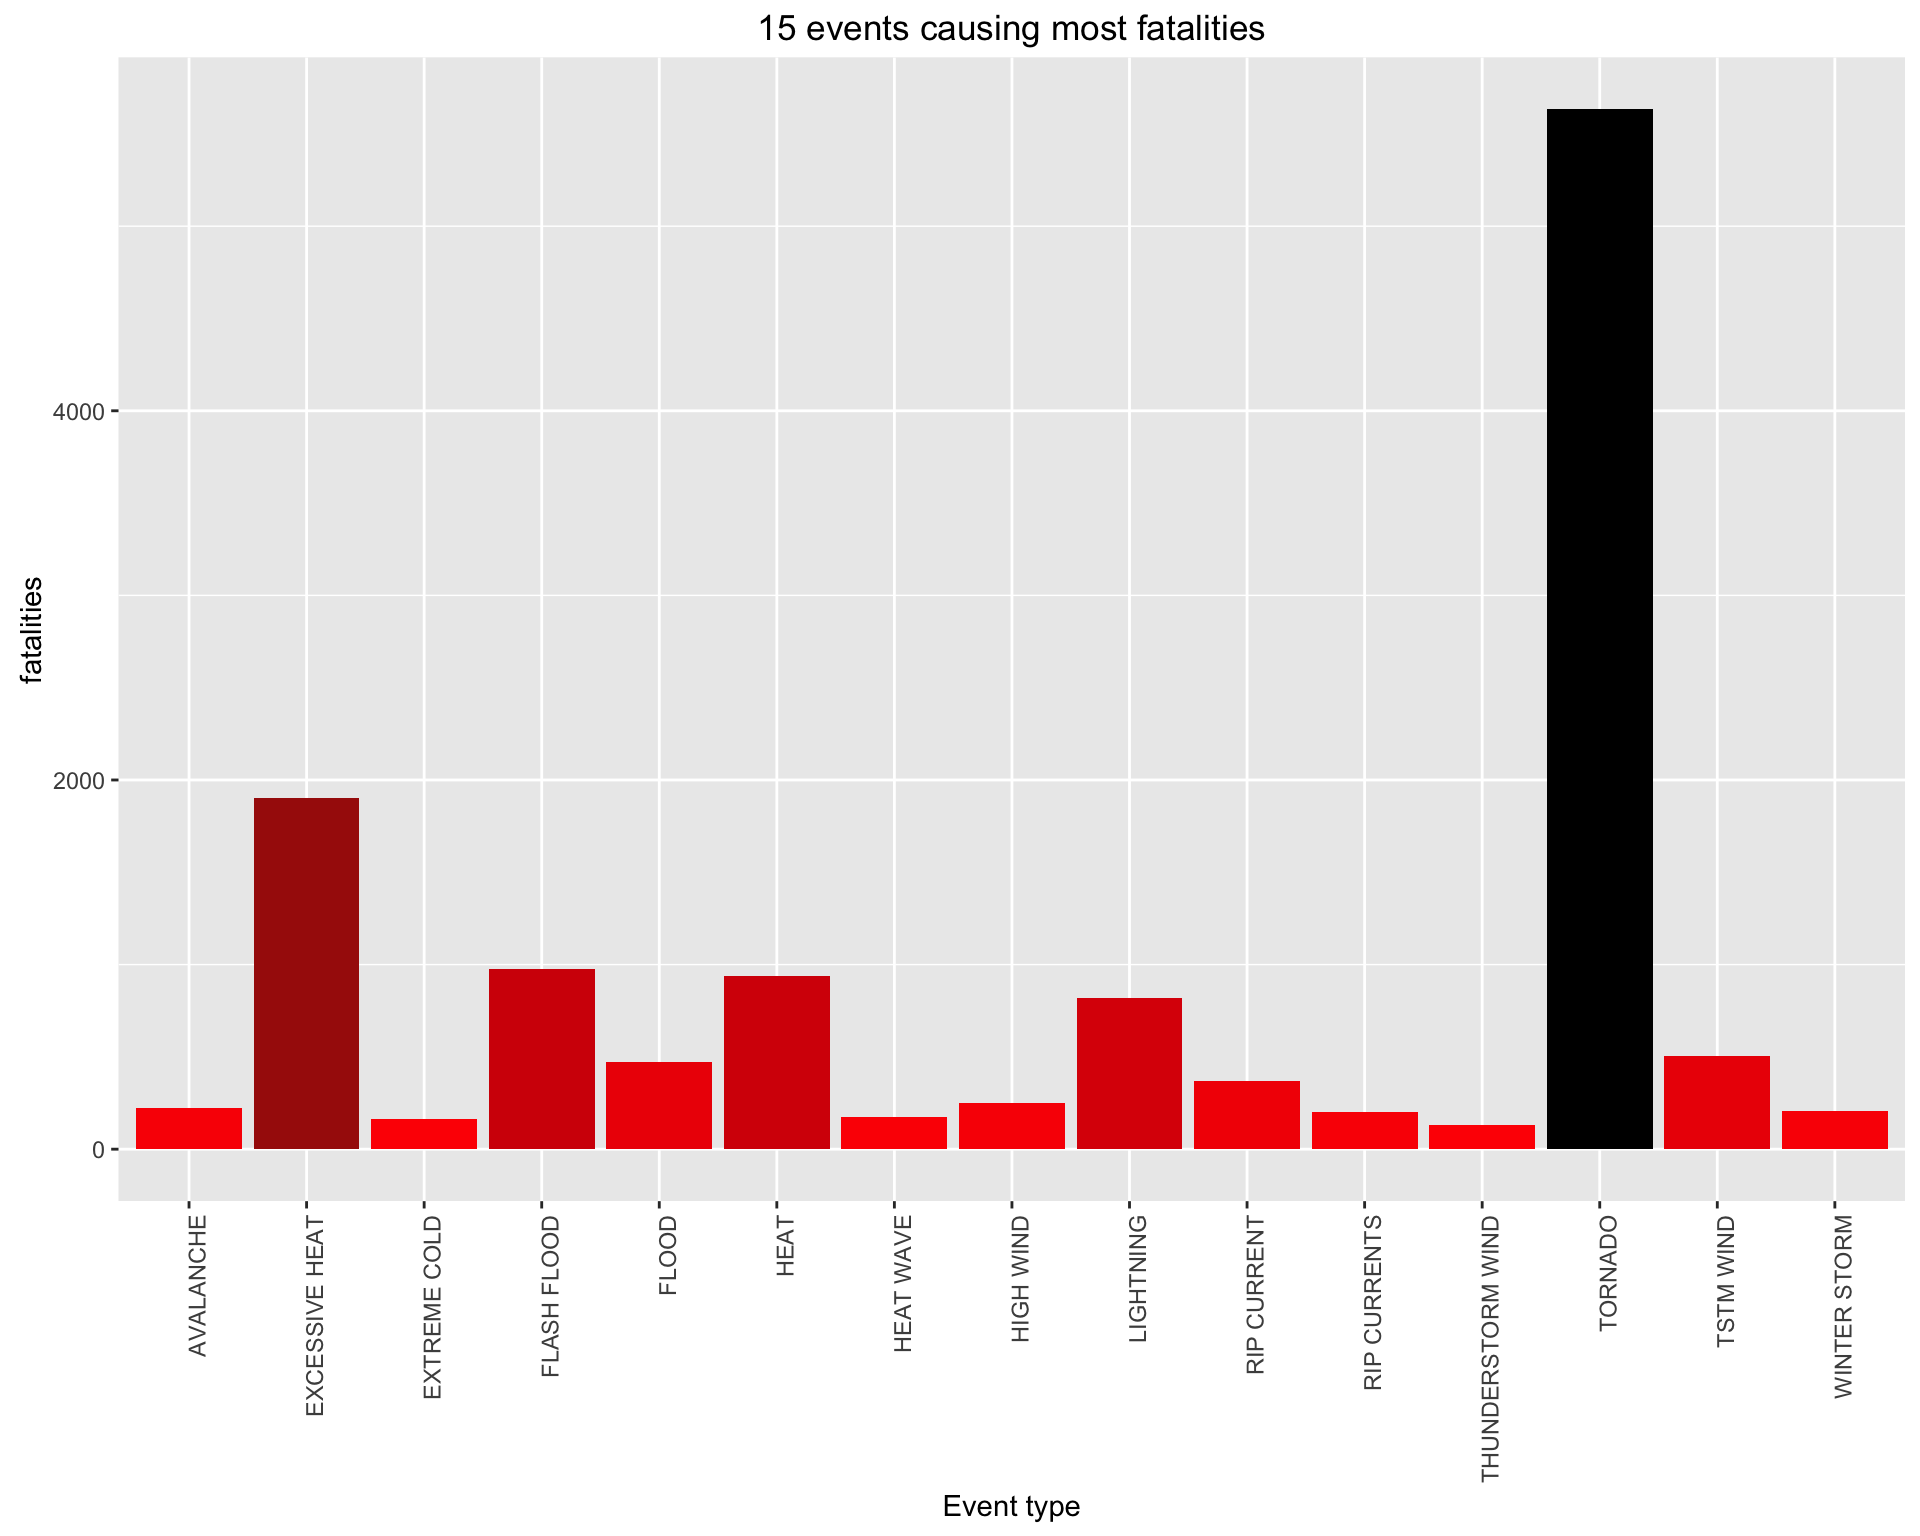 15 events causing most fatalities
fatalities
4000
2000
0
AVALANCHE
EXCESSIVE HEAT
EXTREME COLD
FLASH FLOOD
FLOOD
HEAT
HEAT WAVE
HIGH WIND
LIGHTNING
RIP CURRENT
RIP CURRENTS
THUNDERSTORM WIND
TORNADO
TSTM WIND
WINTER STORM
Event type